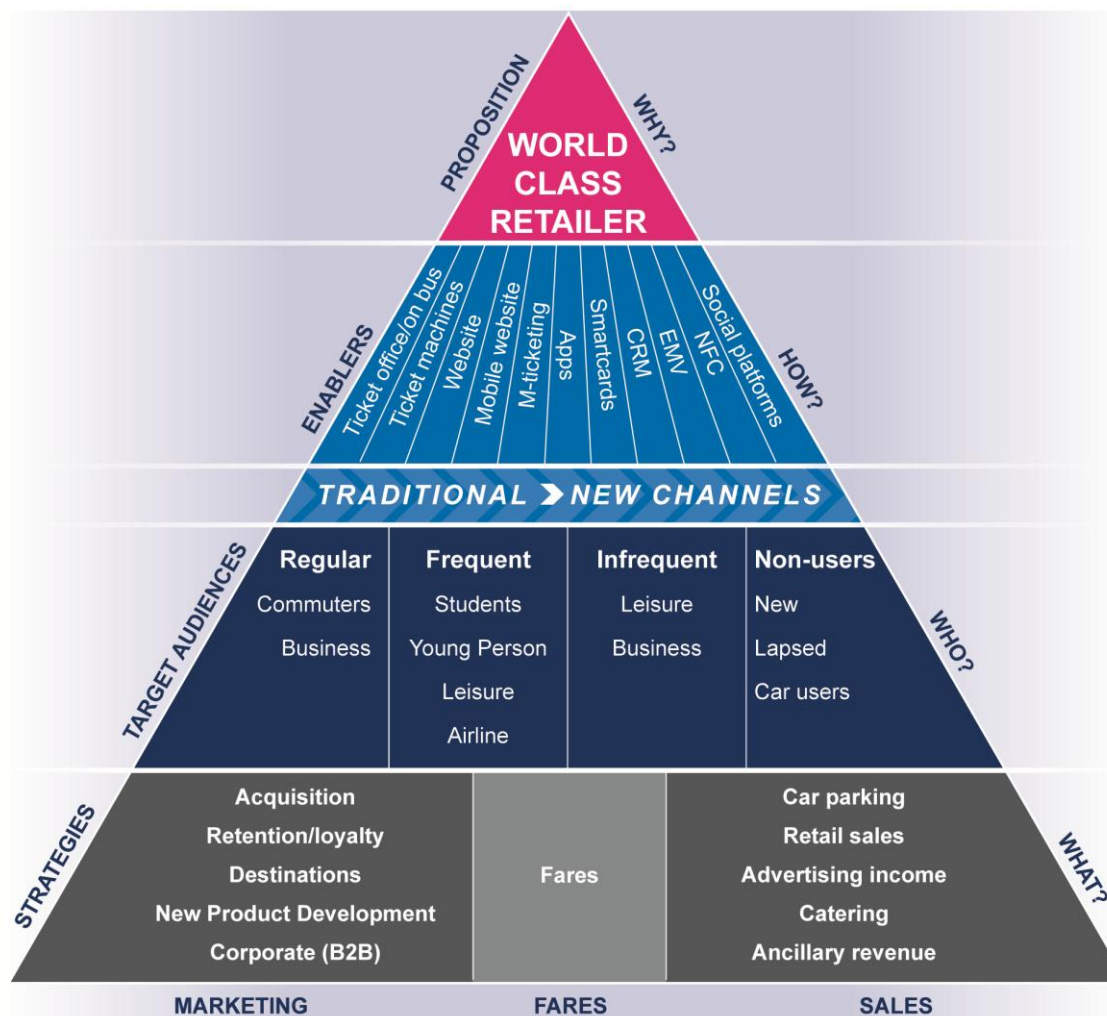 PROPOSITION
WHY?
WORLD
CLASS
RETAILER
ENABLERS
HOW?
Ticket office/on bus
Ticket machines
Website
Mobile website
M-ticketing
Apps
Smartcards
CRM
EMV
NFC
Social platforms
TRADITIONAL NEW CHANNELS
TARGET AUDIENCES
WHO?
Regular
Commuters
Business
Frequent
Students
Young Person
Leisure
Airline
Infrequent
Leisure
Business
Non-users
New
Lapsed
Car users
STRATEGIES
WHAT?
Acquisition
Retention/loyalty
Destinations
New Product Development
Corporate (B2B)
Fares
Car parking
Retail sales
Advertising income
Catering
Ancillary revenue
MARKETING
FARES
SALES